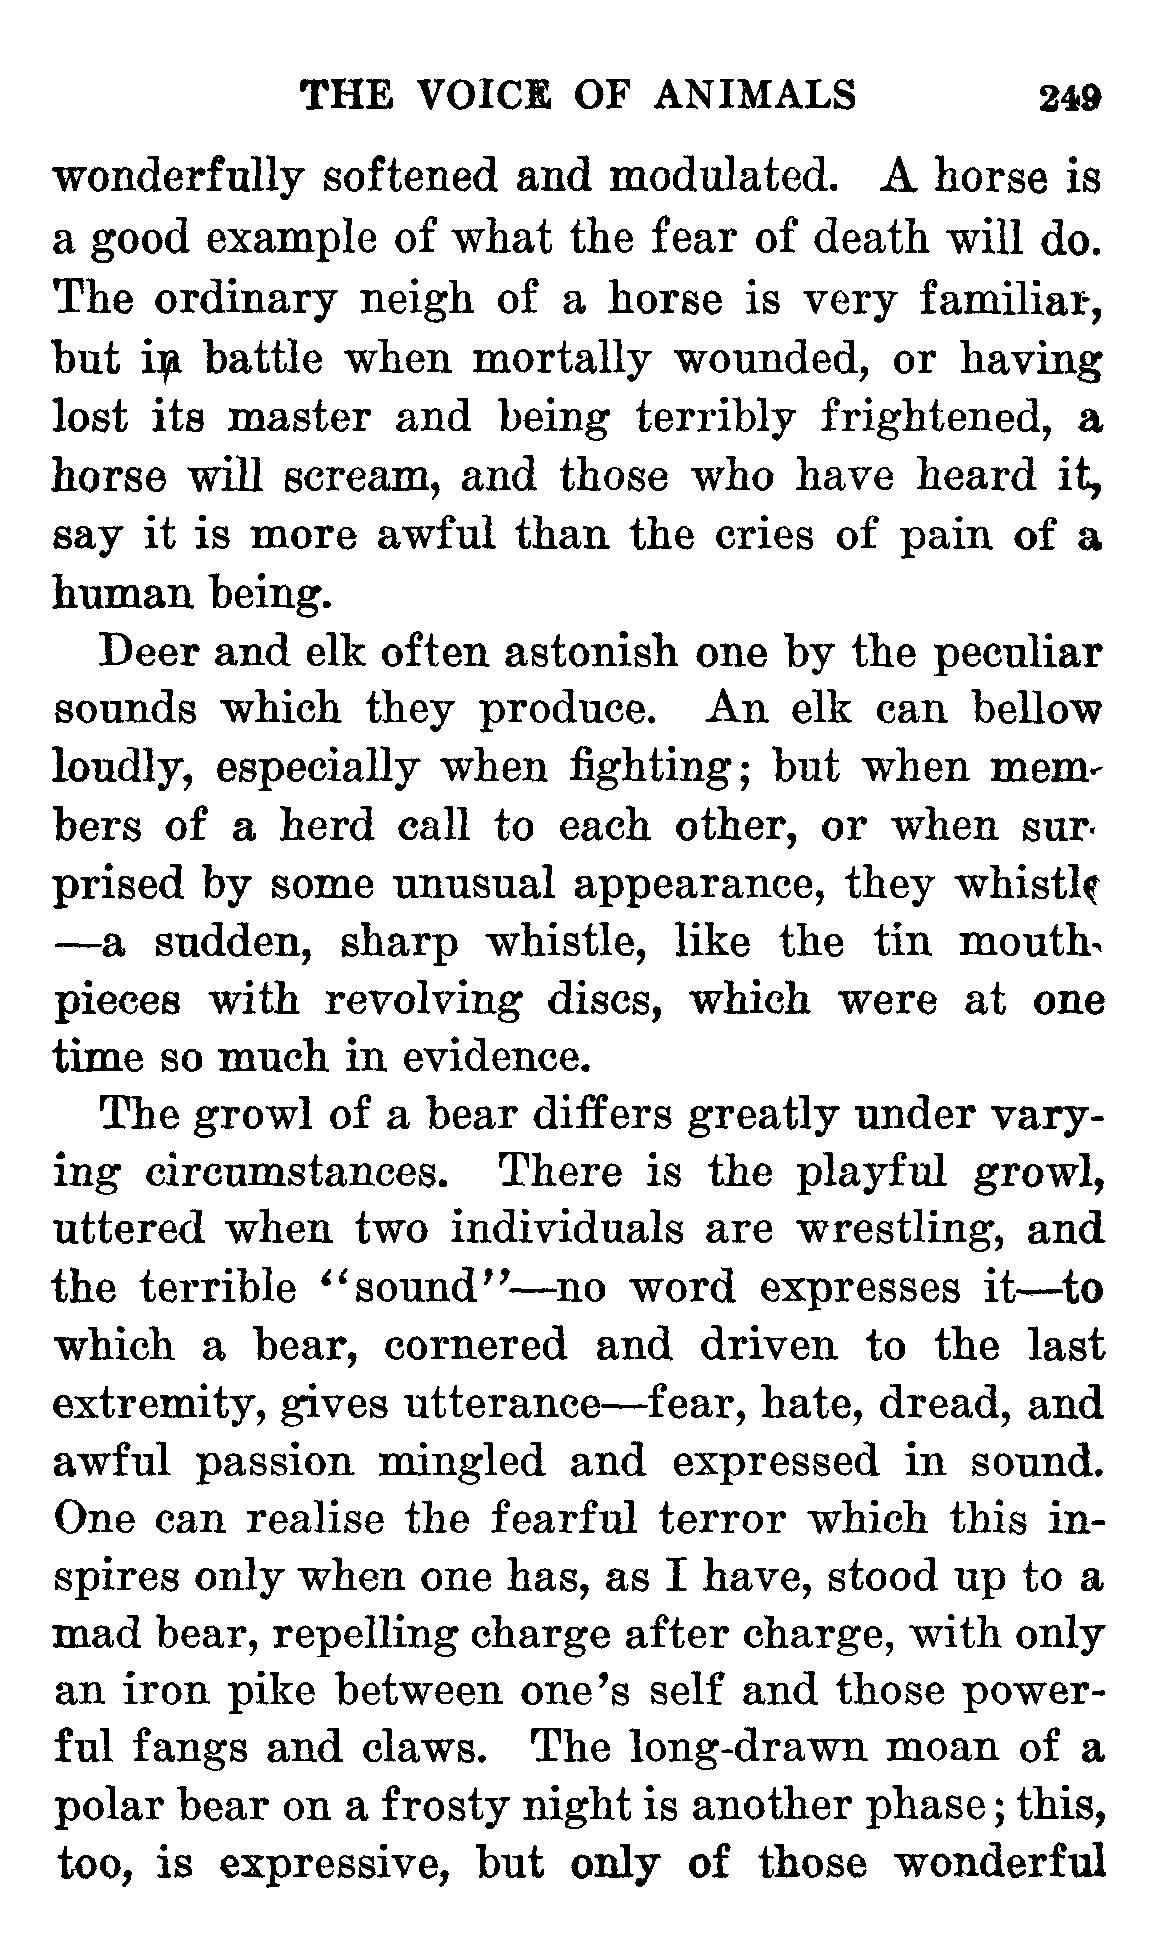 THE VOICE OF ANIMALS 249
wonderfully softened and modulated. A horse is
a good example of what the fear of death will do.
The ordinary neigh of a horse is very familiar,
but in battle when mortally wounded, or having
lost its master and being terribly frightened, a
horse will scream, and those who have heard it,
say it is more awful than the cries of pain of a
human being.
Deer and elk often astonish one by the peculiar
sounds which they produce. An elk can bellow
loudly, especially when fighting; but when mem-
bers of a herd call to each other, or when sur-
prised by some unusual appearance, they whistle
—a sudden, sharp whistle, like the tin mouth-
pieces with revolving discs, which were at one
time so much in evidence.
The growl of a bear differs greatly under vary-
ing circumstances. There is the playful growl,
uttered when two individuals are wrestling, and
the terrible “sound”—no word expresses it—to
which a bear, cornered and driven to the last
extremity, gives utterance—fear, hate, dread, and
awful passion mingled and expressed in sound.
One can realise the fearful terror which this in-
spires only when one has, as I have, stood up to a
mad bear, repelling charge after charge, with only
an iron pike between one's self and those power-
ful fangs and claws. The long-drawn moan of a
polar bear on a frosty night is another phase; this,
too, is expressive, but only of those wonderful